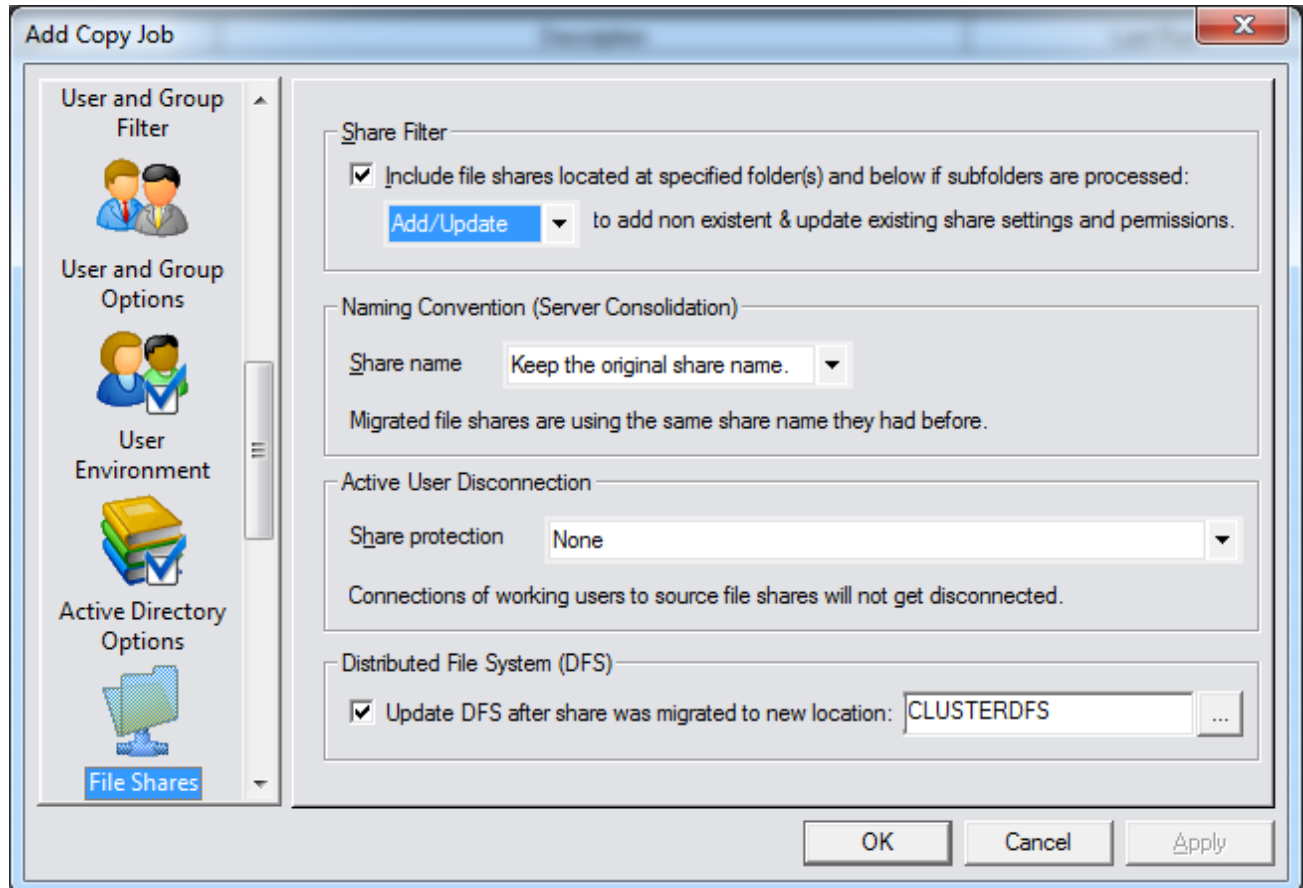 Add Copy Job
User and Group
Filter
User and Group
Options
User
Environment
Active Directory
Options
File Shares
Share Filter
Include file shares located at specified folder(s) and below if subfolders are processed:
Add/Update to add non existent & update existing share settings and permissions.
Naming Convention (Server Consolidation)
Share name Keep the original share name.
Migrated file shares are using the same share name they had before.
Active User Disconnection
Share protection None
Connections of working users to source file shares will not get disconnected.
Distributed File System (DFS)
Update DFS after share was migrated to new location: CLUSTERDFS ...
OK Cancel Apply